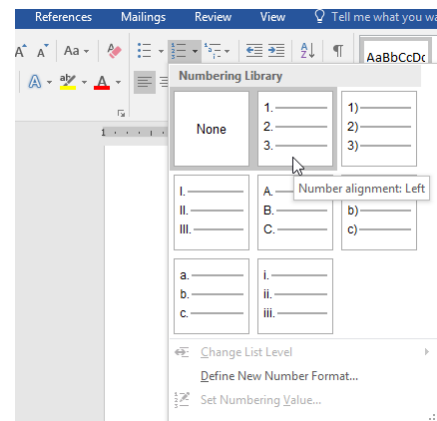 References Mailings Review View Tell me what you wa
A A Aa AaBbCcDc
aby A
Numbering Library
None 1. 2. 3. 1) 2) 3)
Number alignment: Left
I. II. III. A. B. C. b) c)
a. b. c. i. ii. iii.
Change List Level
Define New Number Format...
Set Numbering Value...